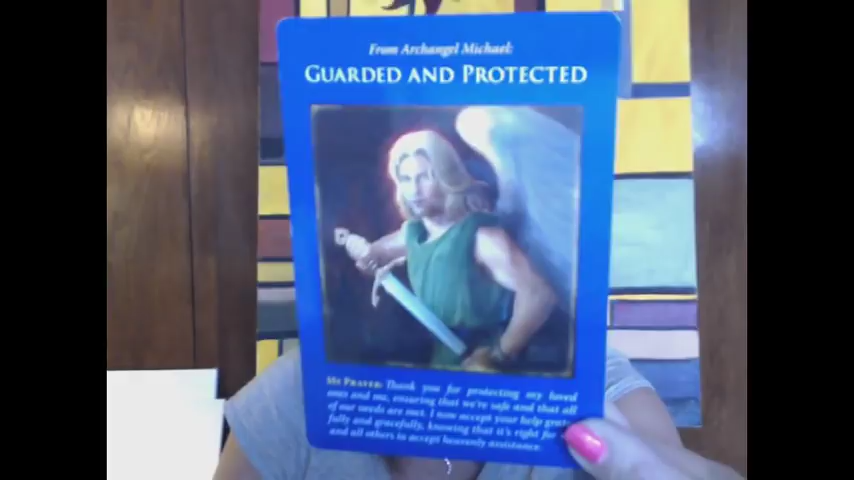 From Archangel Michael:
GUARDED AND PROTECTED
MY PRAYER: Thank you for protecting my loved
ones and me, ensuring that we're safe and that all
of our needs are met. I now accept your help
fully and gracefully, knowing that it's right for
and all others to accept heavenly assistance.